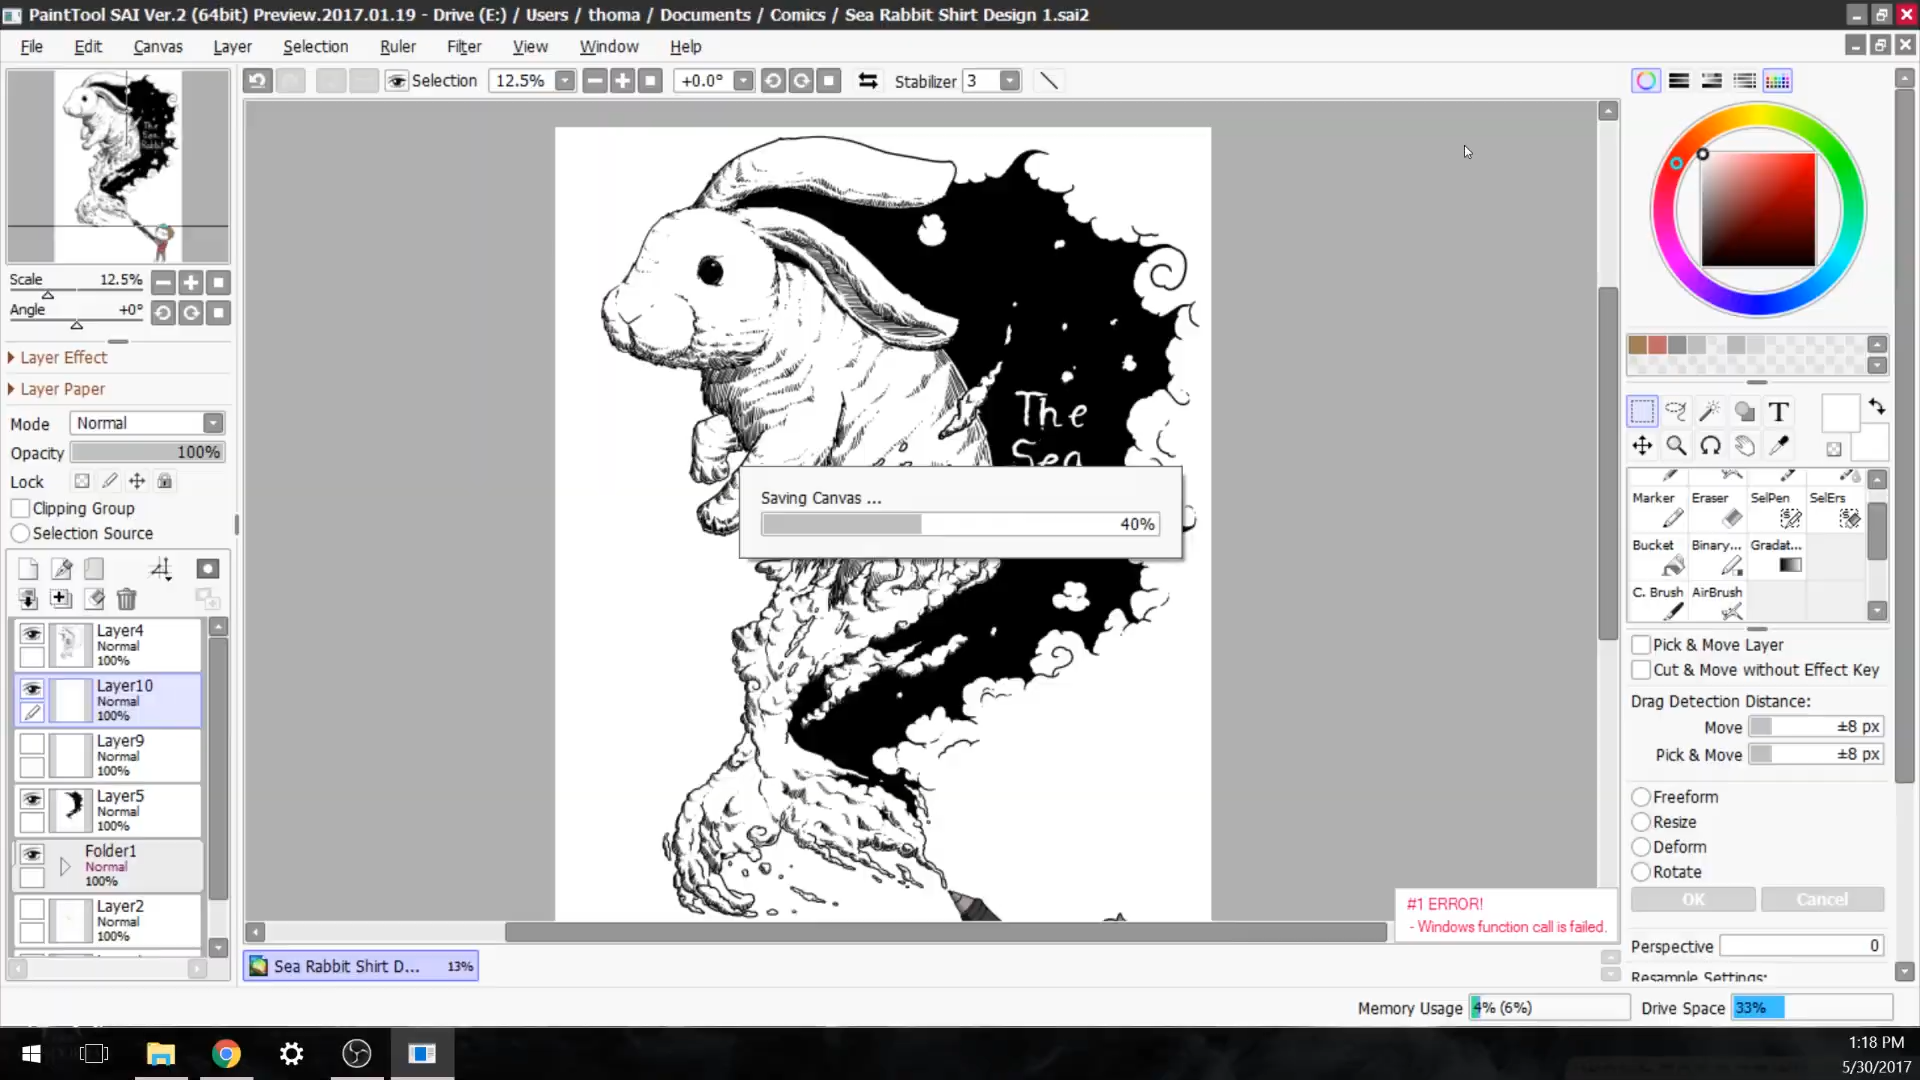 PaintTool SAI Ver.2 (64bit) Preview.2017.01.19 - Drive (E:) / Users / thoma / Documents / Comics / Sea Rabbit Shirt Design 1.sai2
File Edit Canvas Layer Selection Ruler Filter View Window Help
Selection 12.5% +0.0° Stabilizer 3
The
Sea
Rabbit
Scale 12.5%
Angle +0°
Layer Effect
Layer Paper
Mode Normal
Opacity 100%
Lock
Clipping Group
Selection Source
Layer4
Normal
100%
Layer10
Normal
100%
Layer9
Normal
100%
Layer5
Normal
100%
Folder1
Normal
100%
Layer2
Normal
100%
The
Sea
Saving Canvas ...
40%
#1 ERROR!
- Windows function call is failed.
Sea Rabbit Shirt D... 13%
T
Marker Eraser SelPen SelErs
Bucket Binary... Gradat...
C. Brush AirBrush
Pick & Move Layer
Cut & Move without Effect Key
Drag Detection Distance:
Move ±8 px
Pick & Move ±8 px
Freeform
Resize
Deform
Rotate
OK Cancel
Perspective 0
Resample Settings:
Memory Usage 4% (6%) Drive Space 33%
1:18 PM
5/30/2017